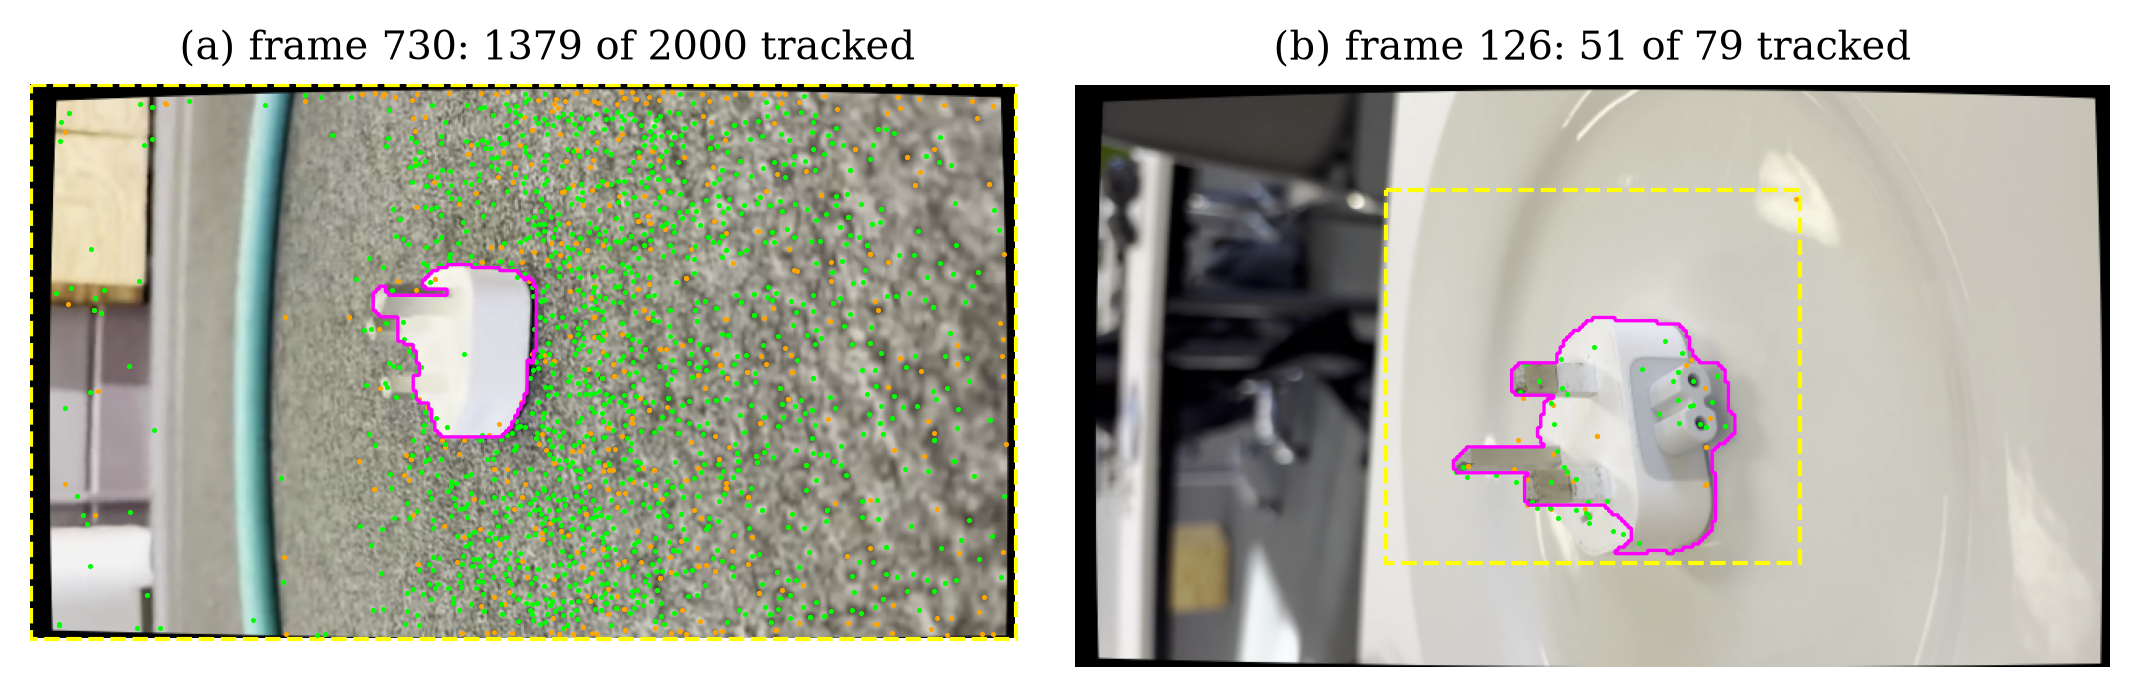 (a) frame 730: 1379 of 2000 tracked
(b) frame 126: 51 of 79 tracked